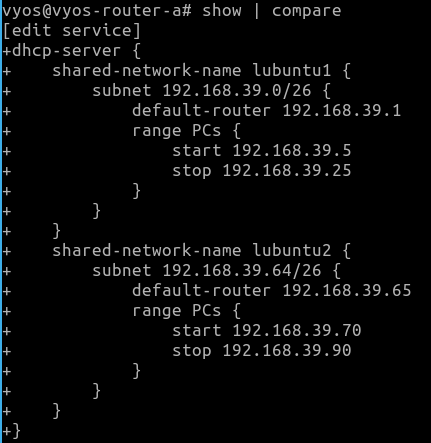 vyos@vyos-router-a# show | compare
[edit service]
+dhcp-server {
+    shared-network-name lubuntu1 {
+        subnet 192.168.39.0/26 {
+            default-router 192.168.39.1
+            range PCs {
+                start 192.168.39.5
+                stop 192.168.39.25
+            }
+        }
+    }
+    shared-network-name lubuntu2 {
+        subnet 192.168.39.64/26 {
+            default-router 192.168.39.65
+            range PCs {
+                start 192.168.39.70
+                stop 192.168.39.90
+            }
+        }
+    }
+}